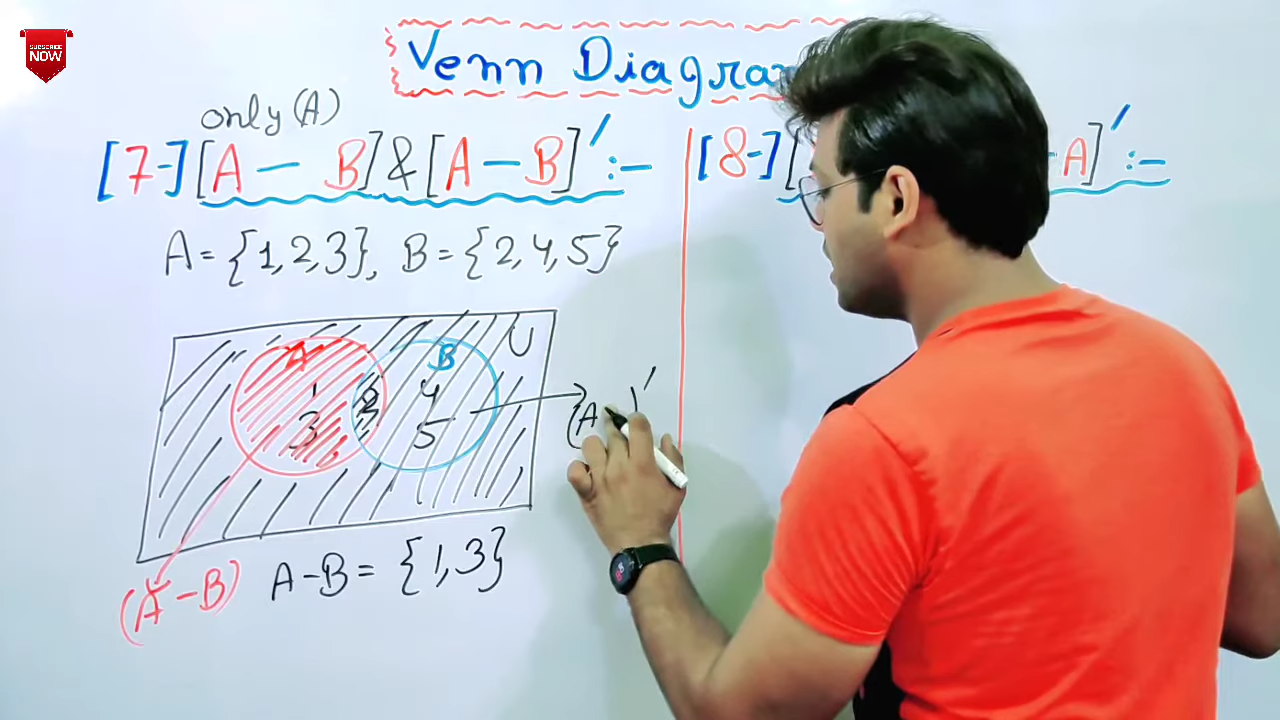 SUBSCRIBE
NOW
Venn Diagram
only (A)
[7-] [A - B] & [A - B]' :-
A = {1, 2, 3}, B = {2, 4, 5}
A
B
U
1
3
2
4
5
(A )'
(A - B)
A - B = {1, 3}
[8-] [ - A]' :-